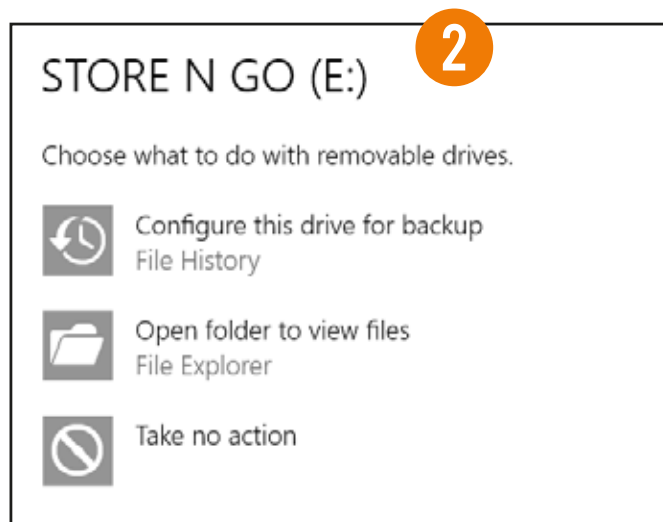 2
STORE N GO (E:)
Choose what to do with removable drives.
Configure this drive for backup
File History
Open folder to view files
File Explorer
Take no action